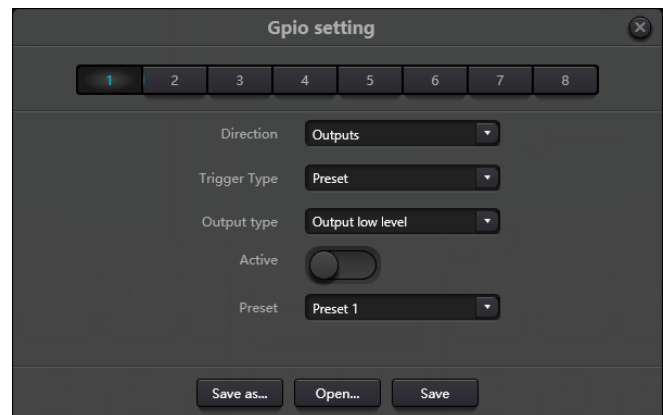 Gpio setting
1 2 3 4 5 6 7 8
Direction Outputs
Trigger Type Preset
Output type Output low level
Active
Preset Preset 1
Save as... Open... Save